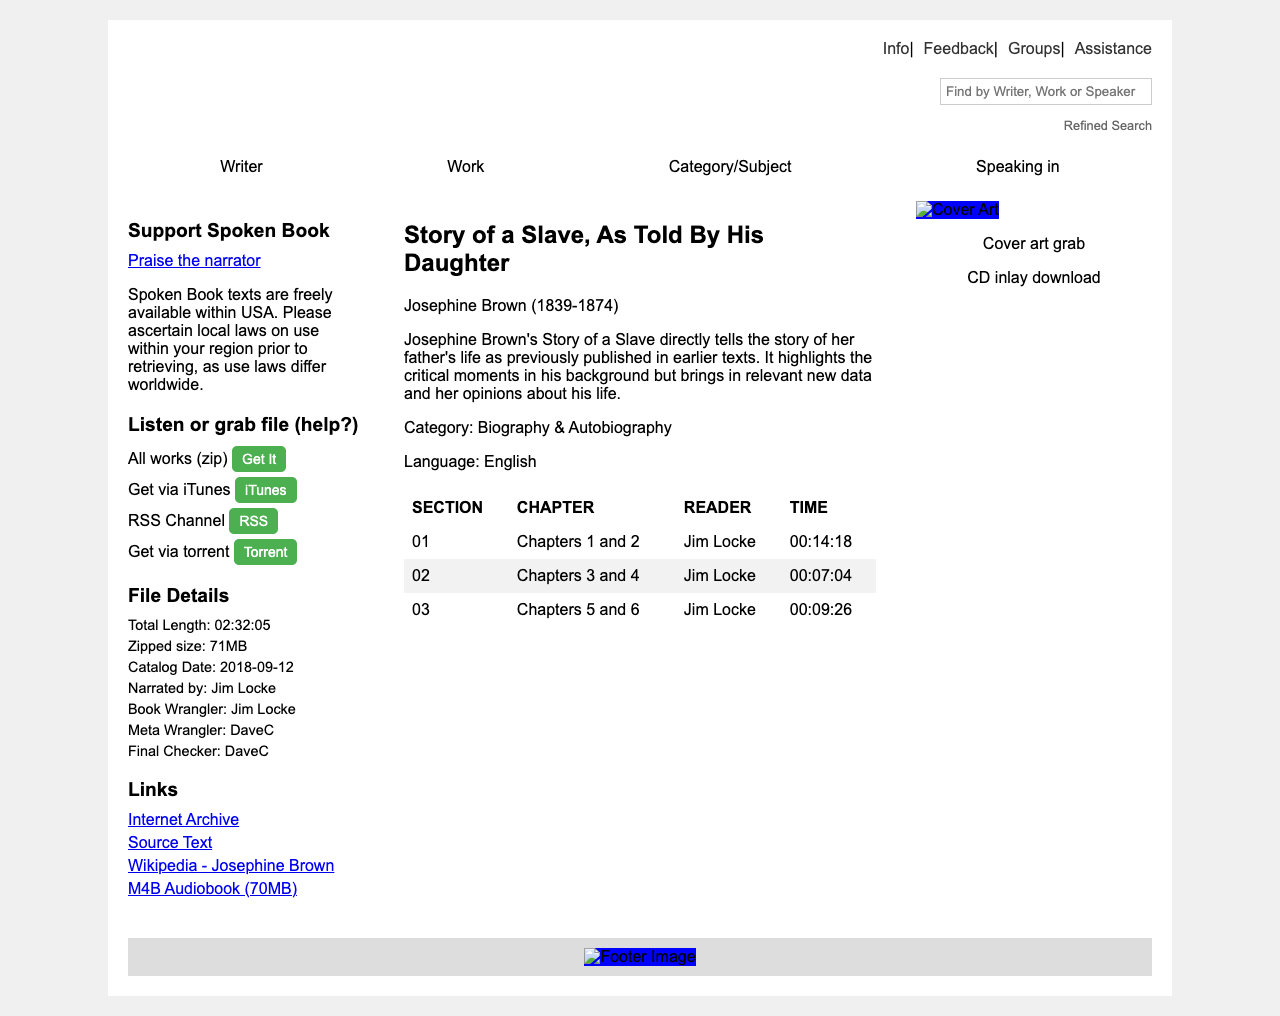 Info| Feedback| Groups| Assistance
Find by Writer, Work or Speaker
Refined Search
Writer Work Category/Subject Speaking in
Support Spoken Book
Praise the narrator
Spoken Book texts are freely
available within USA. Please
ascertain local laws on use
within your region prior to
retrieving, as use laws differ
worldwide.
Listen or grab file (help?)
All works (zip) Get It
Get via iTunes iTunes
RSS Channel RSS
Get via torrent Torrent
File Details
Total Length: 02:32:05
Zipped size: 71MB
Catalog Date: 2018-09-12
Narrated by: Jim Locke
Book Wrangler: Jim Locke
Meta Wrangler: DaveC
Final Checker: DaveC
Links
Internet Archive
Source Text
Wikipedia - Josephine Brown
M4B Audiobook (70MB)
Story of a Slave, As Told By His
Daughter
Josephine Brown (1839-1874)
Josephine Brown's Story of a Slave directly tells the story of her
father's life as previously published in earlier texts. It highlights the
critical moments in his background but brings in relevant new data
and her opinions about his life.
Category: Biography & Autobiography
Language: English
SECTION CHAPTER READER TIME
01 Chapters 1 and 2 Jim Locke 00:14:18
02 Chapters 3 and 4 Jim Locke 00:07:04
03 Chapters 5 and 6 Jim Locke 00:09:26
Cover Art
Cover art grab
CD inlay download
Footer Image